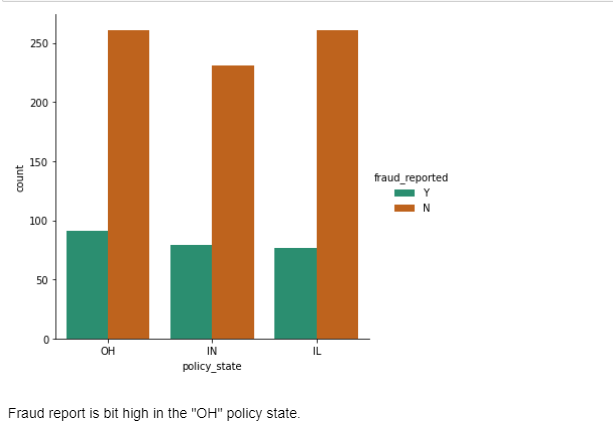 250
200
150
100
50
0
count
OH IN IL
policy_state
fraud_reported
Y
N
Fraud report is bit high in the "OH" policy state.